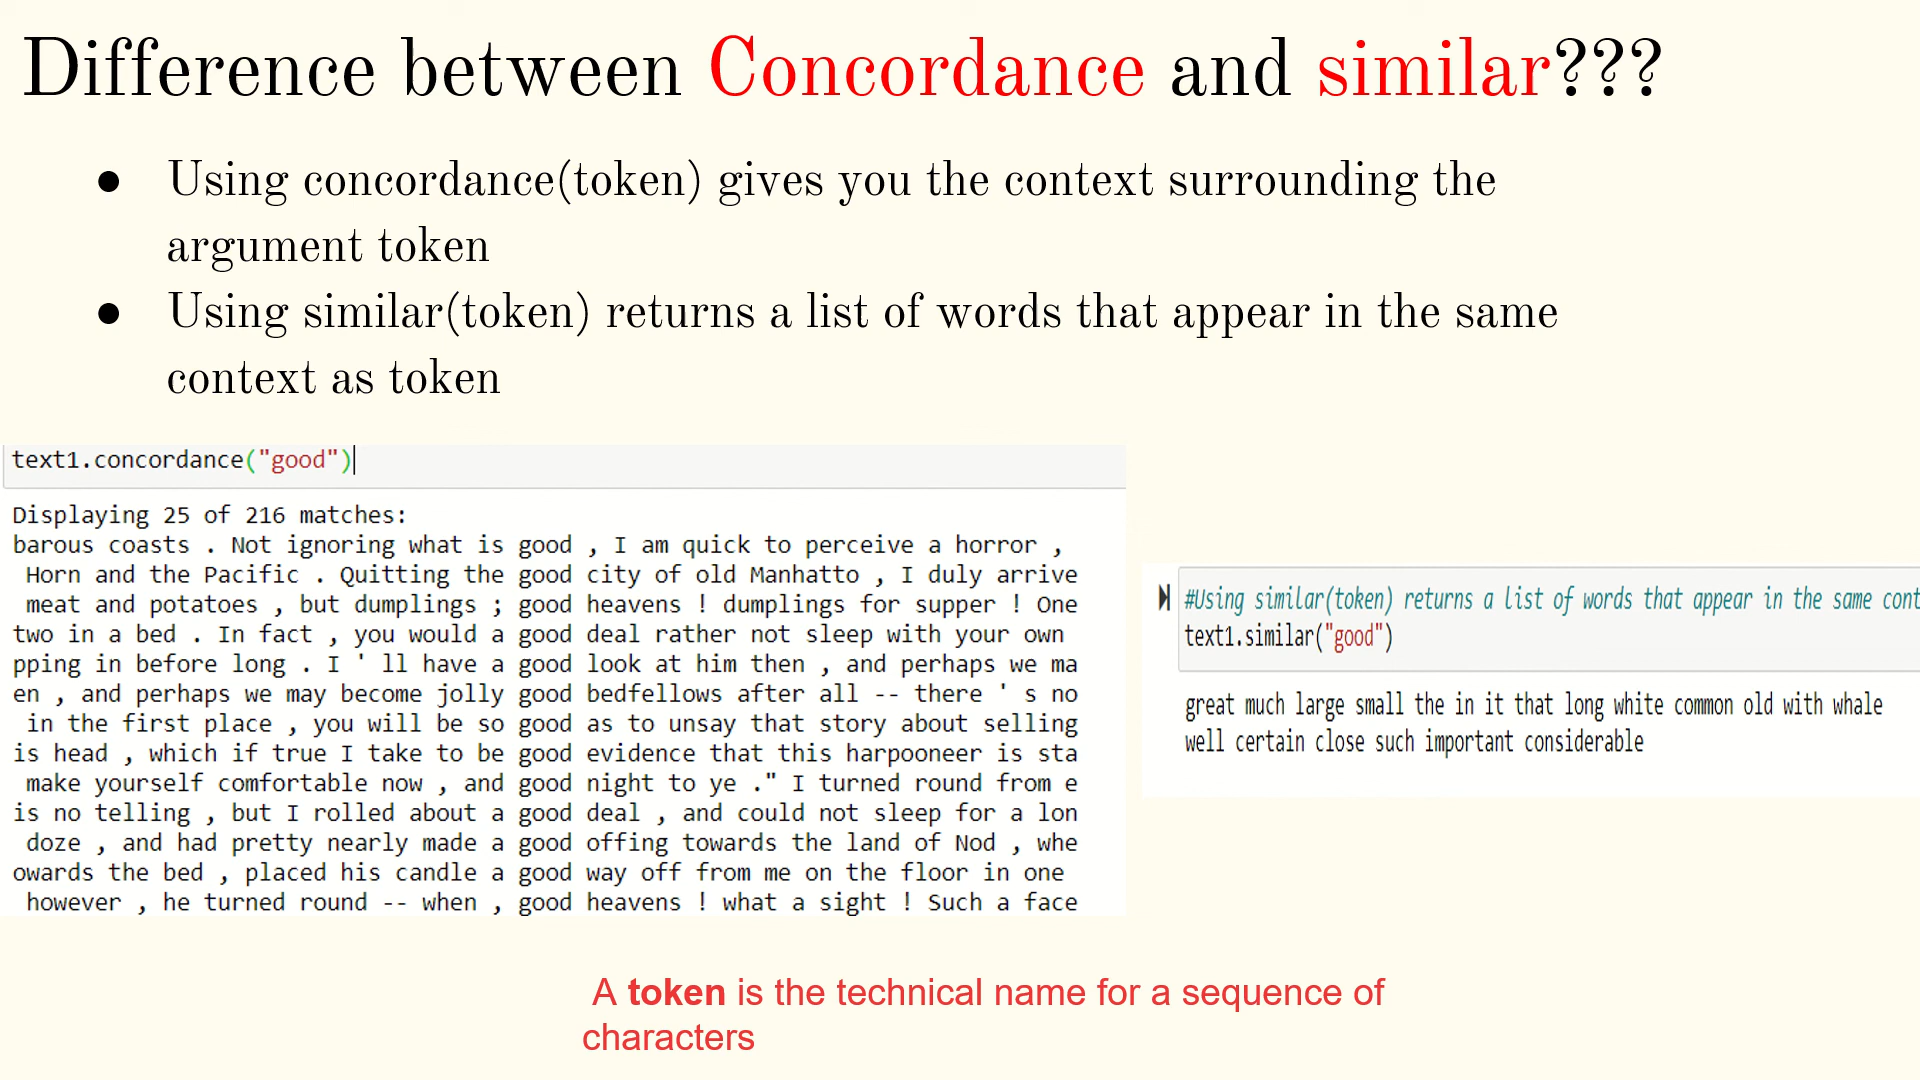 Difference between Concordance and similar???
● Using concordance(token) gives you the context surrounding the
argument token
● Using similar(token) returns a list of words that appear in the same
context as token
text1.concordance("good")
Displaying 25 of 216 matches:
barous coasts . Not ignoring what is good , I am quick to perceive a horror ,
Horn and the Pacific . Quitting the good city of old Manhatto , I duly arrive
meat and potatoes , but dumplings ; good heavens ! dumplings for supper ! One
two in a bed . In fact , you would a good deal rather not sleep with your own
pping in before long . I ' ll have a good look at him then , and perhaps we ma
en , and perhaps we may become jolly good bedfellows after all -- there ' s no
in the first place , you will be so good as to unsay that story about selling
is head , which if true I take to be good evidence that this harpooneer is sta
make yourself comfortable now , and good night to ye ." I turned round from e
is no telling , but I rolled about a good deal , and could not sleep for a lon
doze , and had pretty nearly made a good offing towards the land of Nod , whe
owards the bed , placed his candle a good way off from me on the floor in one
however , he turned round -- when , good heavens ! what a sight ! Such a face
#Using similar(token) returns a list of words that appear in the same cont
text1.similar("good")
great much large small the in it that long white common old with whale
well certain close such important considerable
A token is the technical name for a sequence of
characters